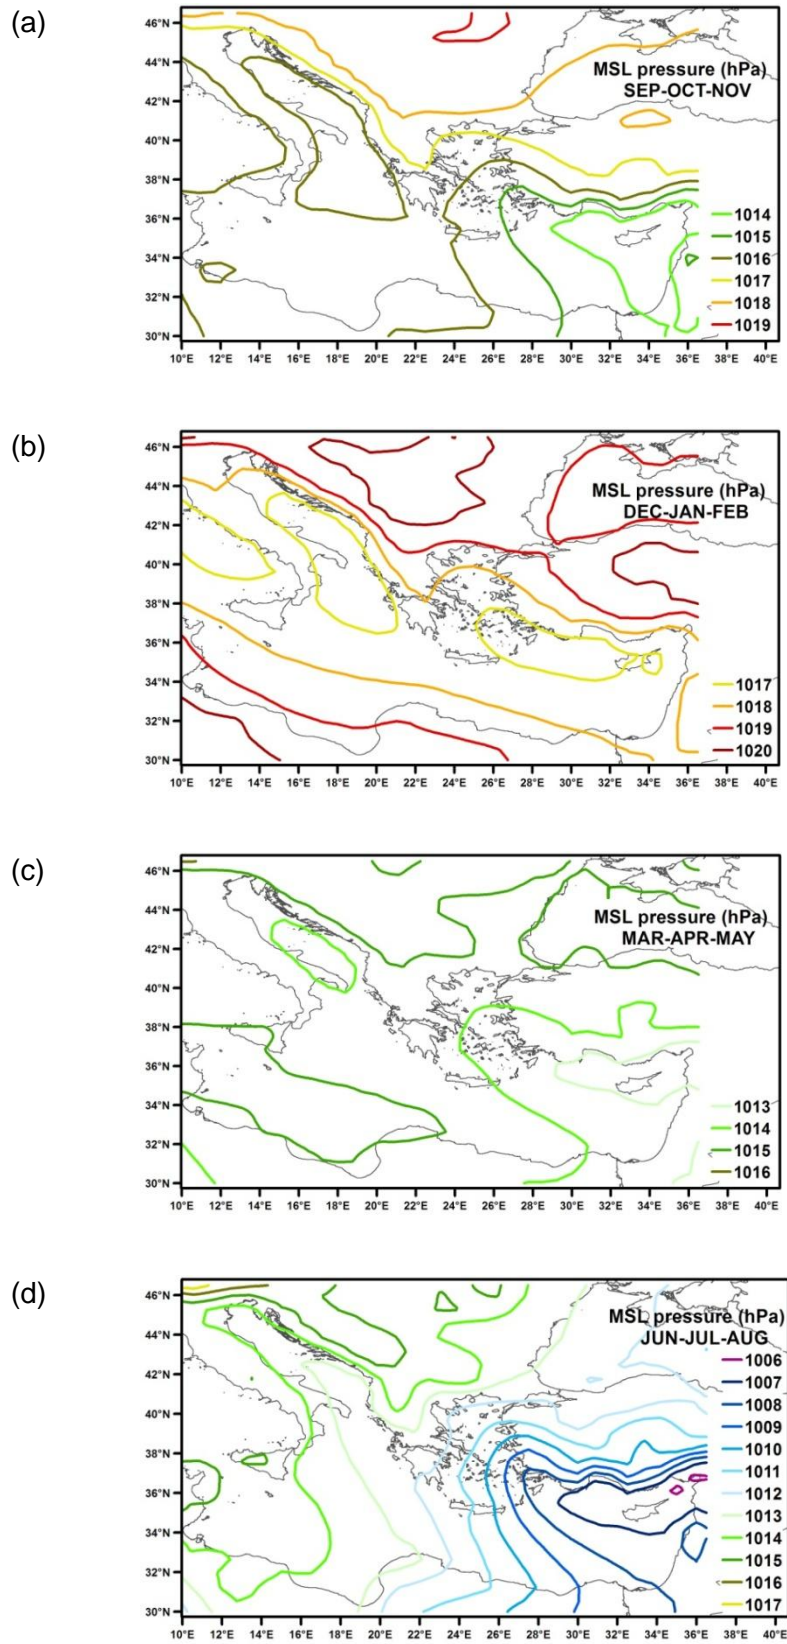 (a)
46°N
44°N
42°N
40°N
38°N
36°N
34°N
32°N
30°N
MSL pressure (hPa)
SEP-OCT-NOV
1014
1015
1016
1017
1018
1019
10°E 12°E 14°E 16°E 18°E 20°E 22°E 24°E 26°E 28°E 30°E 32°E 34°E 36°E 38°E 40°E
(b)
46°N
44°N
42°N
40°N
38°N
36°N
34°N
32°N
30°N
MSL pressure (hPa)
DEC-JAN-FEB
1017
1018
1019
1020
10°E 12°E 14°E 16°E 18°E 20°E 22°E 24°E 26°E 28°E 30°E 32°E 34°E 36°E 38°E 40°E
(c)
46°N
44°N
42°N
40°N
38°N
36°N
34°N
32°N
30°N
MSL pressure (hPa)
MAR-APR-MAY
1013
1014
1015
1016
10°E 12°E 14°E 16°E 18°E 20°E 22°E 24°E 26°E 28°E 30°E 32°E 34°E 36°E 38°E 40°E
(d)
46°N
44°N
42°N
40°N
38°N
36°N
34°N
32°N
30°N
MSL pressure (hPa)
JUN-JUL-AUG
1006
1007
1008
1009
1010
1011
1012
1013
1014
1015
1016
1017
10°E 12°E 14°E 16°E 18°E 20°E 22°E 24°E 26°E 28°E 30°E 32°E 34°E 36°E 38°E 40°E